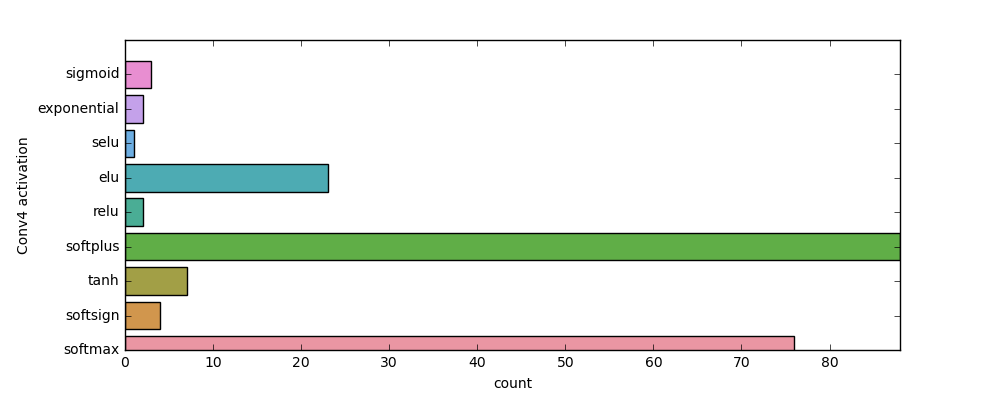 Conv4 activation
sigmoid
exponential
selu
elu
relu
softplus
tanh
softsign
softmax
0 10 20 30 40 50 60 70 80
count